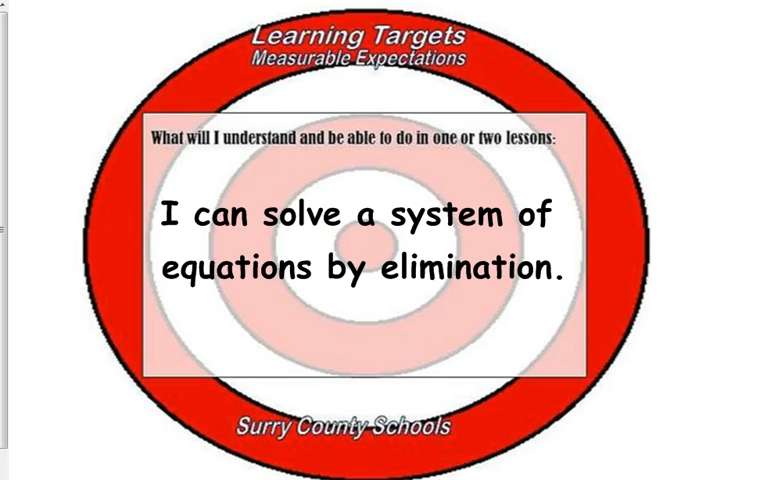 Learning Targets
Measurable Expectations
What will I understand and be able to do in one or two lessons:
I can solve a system of
equations by elimination.
Surry County Schools